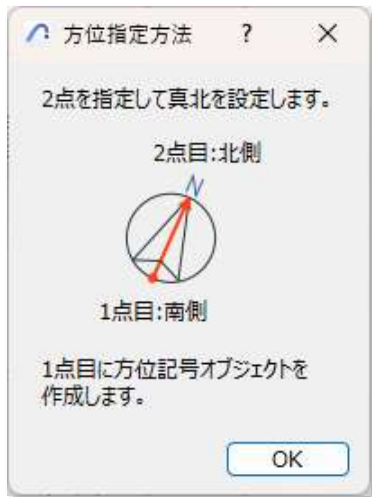 方位指定方法 ? ×
2点を指定して真北を設定します。
2点目:北側
N
1点目:南側
1点目に方位記号オブジェクトを
作成します。
OK